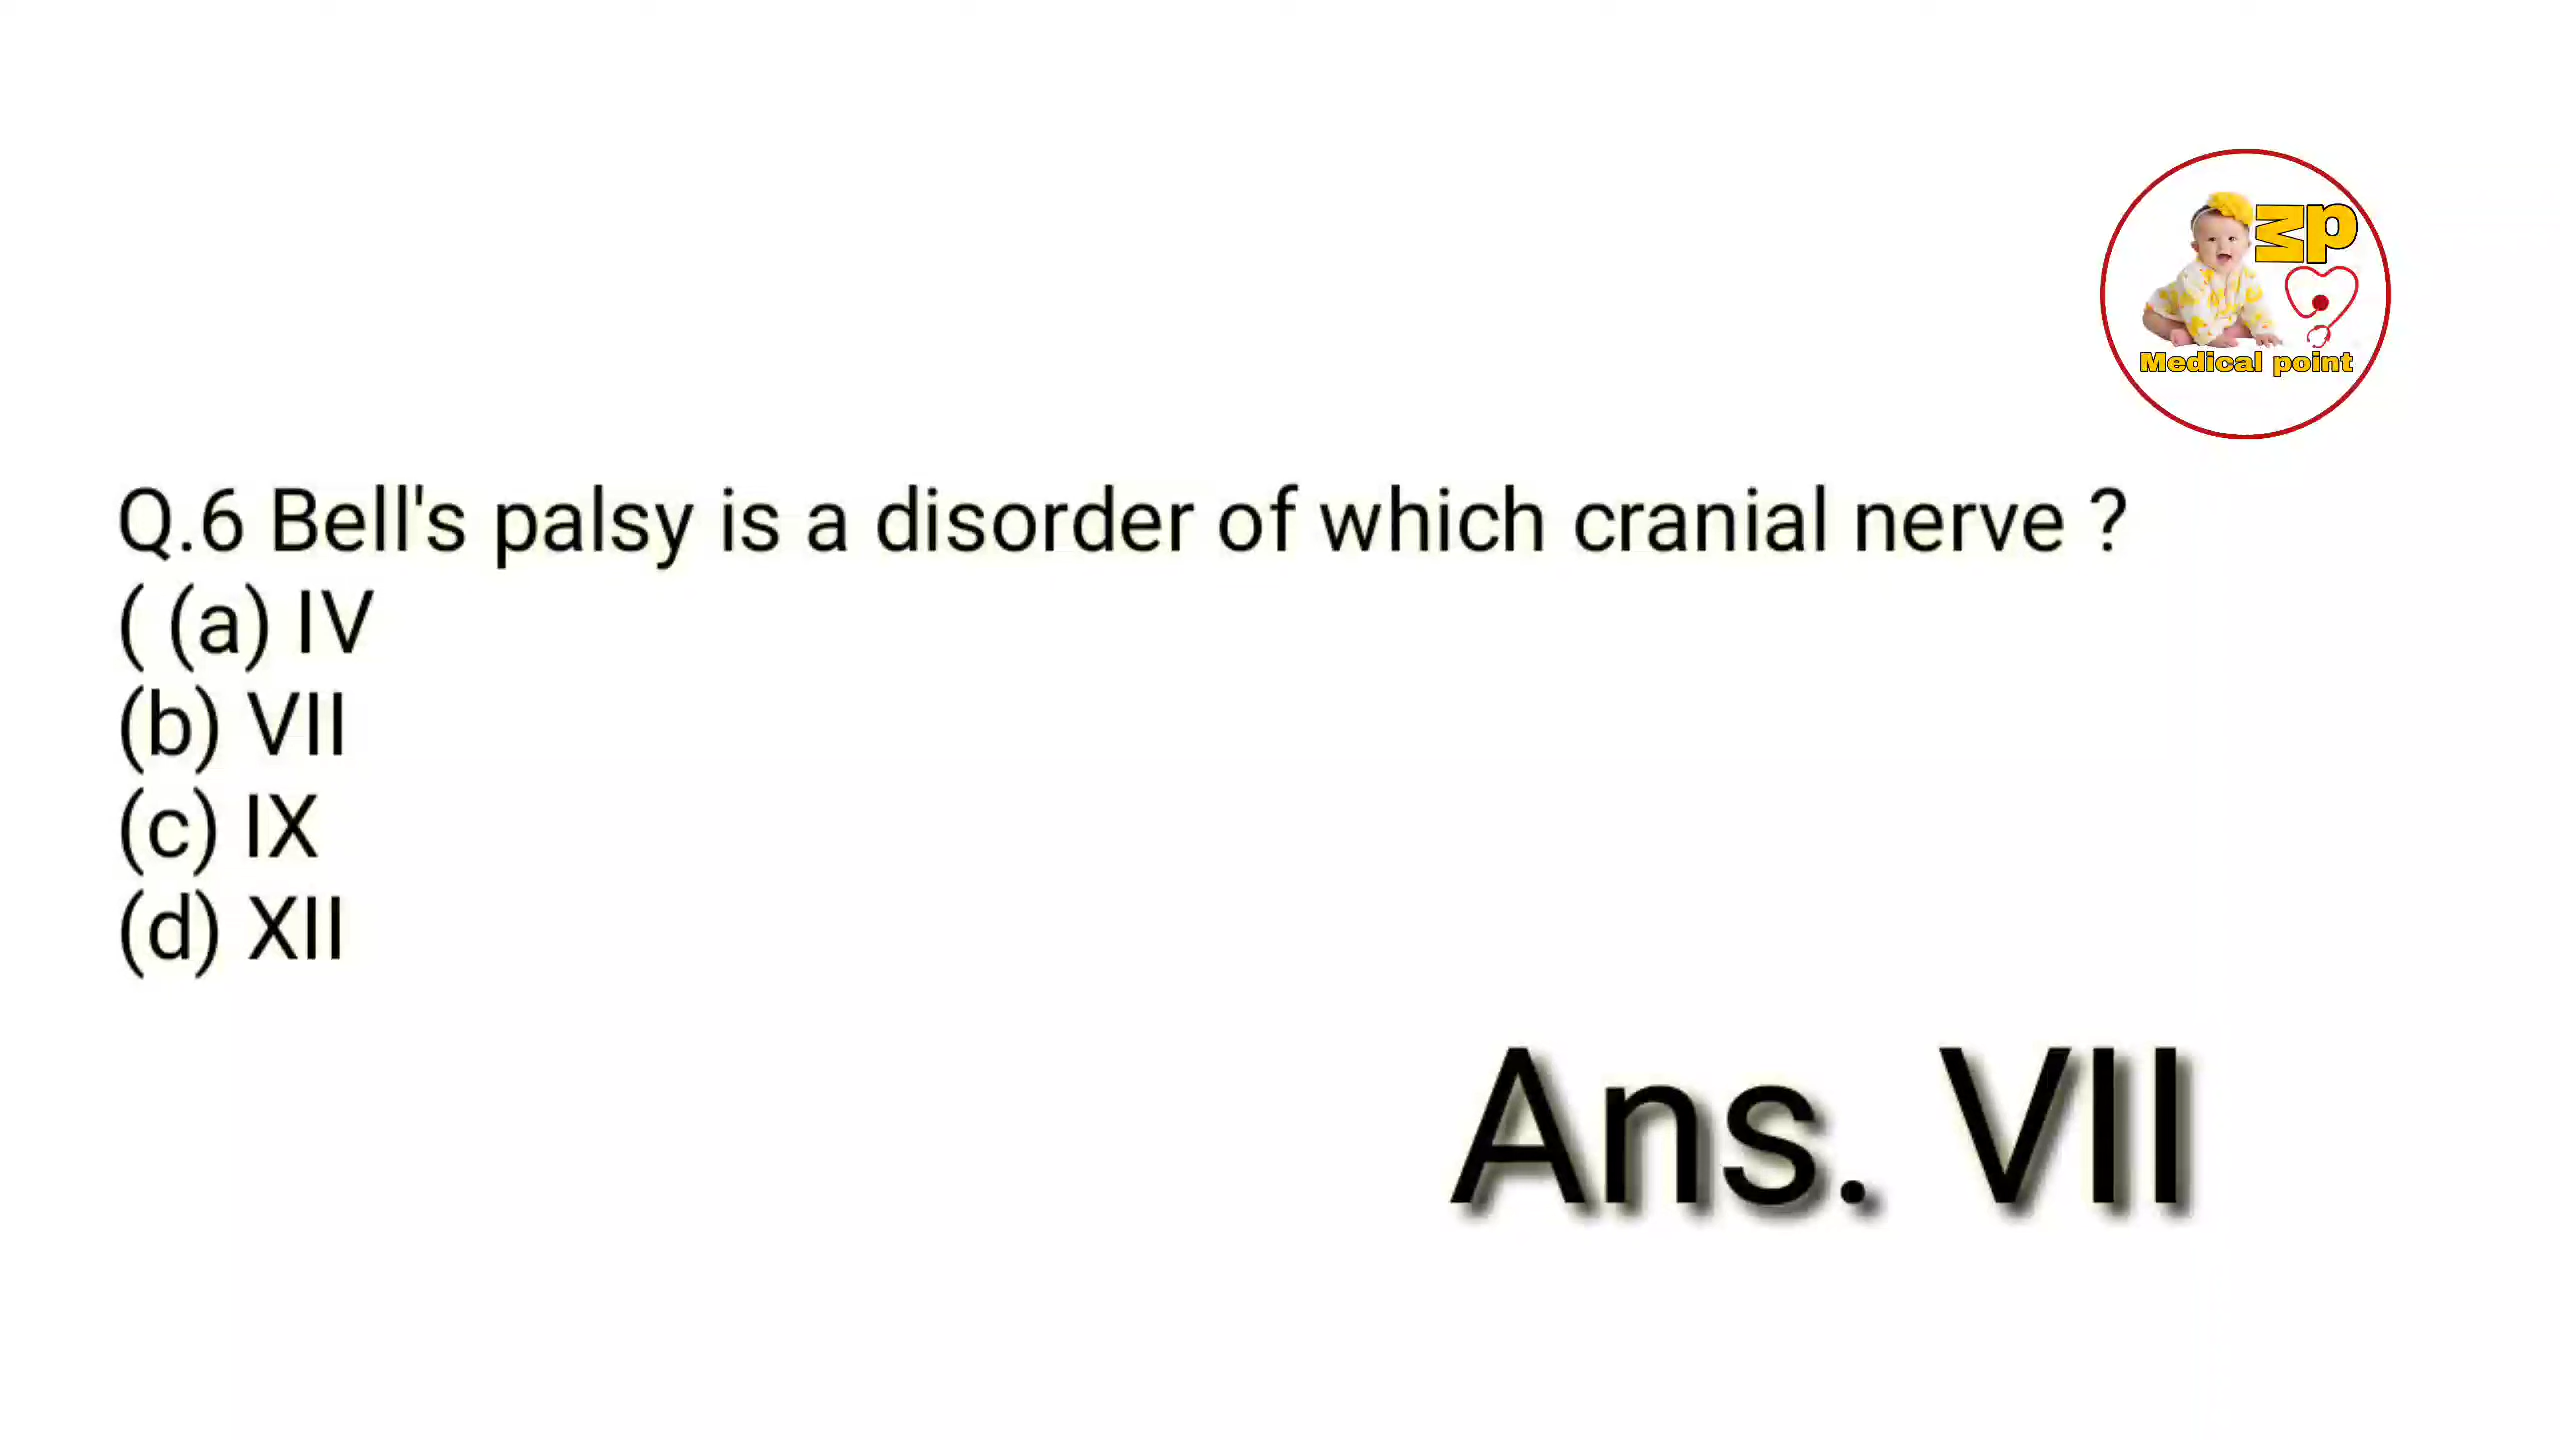 Mp
Medical point
Q.6 Bell's palsy is a disorder of which cranial nerve ?
( (a) IV
(b) VII
(c) IX
(d) XII
Ans. VII